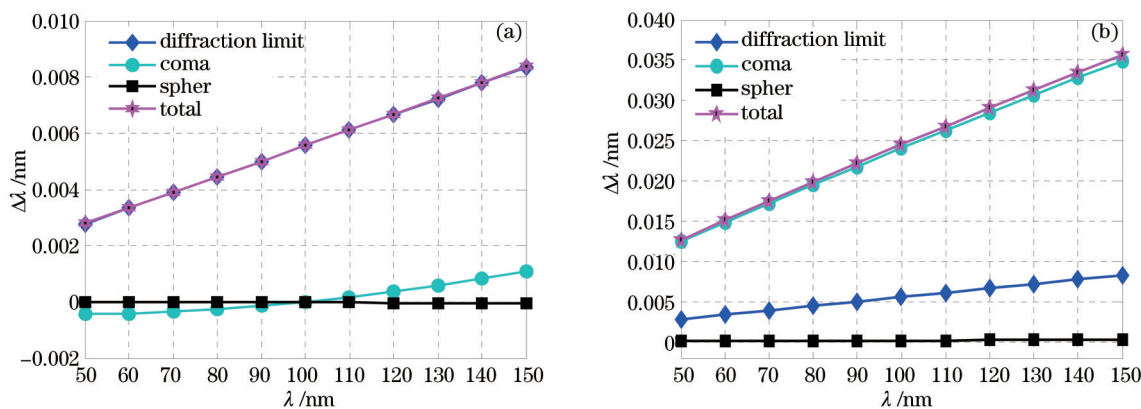 (a)
diffraction limit
coma
spher
total
Δλ /nm
0.010
0.008
0.006
0.004
0.002
0
−0.002
50 60 70 80 90 100 110 120 130 140 150
λ /nm
(b)
diffraction limit
coma
spher
total
Δλ /nm
0.040
0.035
0.030
0.025
0.020
0.015
0.010
0.005
0
50 60 70 80 90 100 110 120 130 140 150
λ /nm